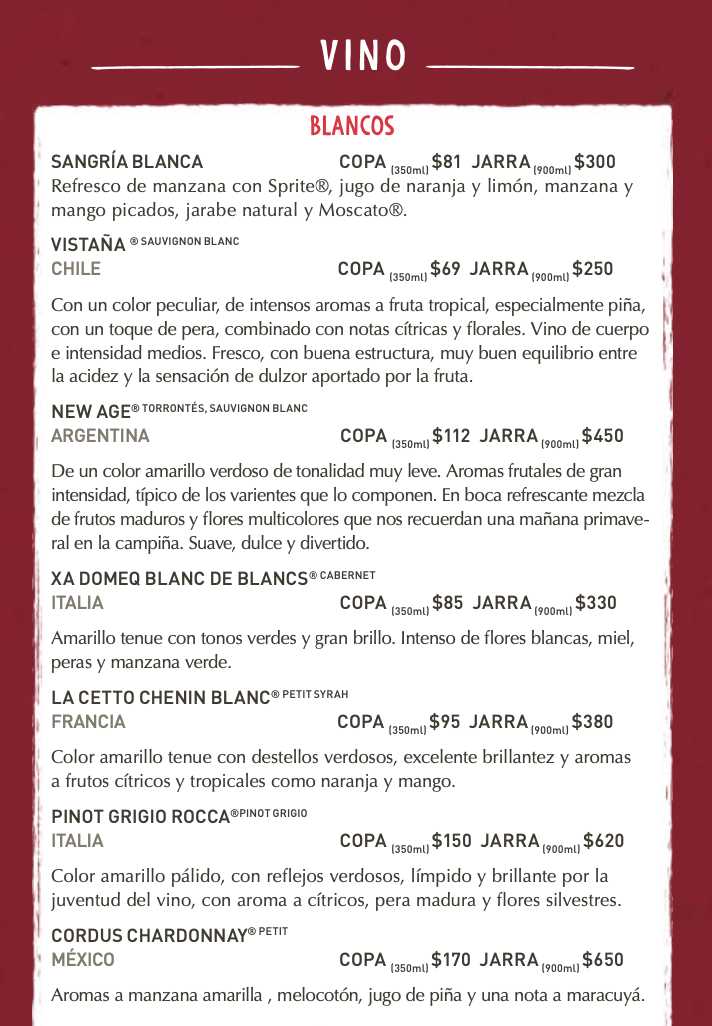 VINO
BLANCOS
SANGRÍA BLANCA COPA (350ml) $81 JARRA (900ml) $300
Refresco de manzana con Sprite®, jugo de naranja y limón, manzana y
mango picados, jarabe natural y Moscato®.
VISTAÑA ® SAUVIGNON BLANC
CHILE COPA (350ml) $69 JARRA (900ml) $250
Con un color peculiar, de intensos aromas a fruta tropical, especialmente piña,
con un toque de pera, combinado con notas cítricas y florales. Vino de cuerpo
e intensidad medios. Fresco, con buena estructura, muy buen equilibrio entre
la acidez y la sensación de dulzor aportado por la fruta.
NEW AGE® TORRONTÉS, SAUVIGNON BLANC
ARGENTINA COPA (350ml) $112 JARRA (900ml) $450
De un color amarillo verdoso de tonalidad muy leve. Aromas frutales de gran
intensidad, típico de los varientes que lo componen. En boca refrescante mezcla
de frutos maduros y flores multicolores que nos recuerdan una mañana primave-
ral en la campiña. Suave, dulce y divertido.
XA DOMEQ BLANC DE BLANCS® CABERNET
ITALIA COPA (350ml) $85 JARRA (900ml) $330
Amarillo tenue con tonos verdes y gran brillo. Intenso de flores blancas, miel,
peras y manzana verde.
LA CETTO CHENIN BLANC® PETIT SYRAH
FRANCIA COPA (350ml) $95 JARRA (900ml) $380
Color amarillo tenue con destellos verdosos, excelente brillantez y aromas
a frutos cítricos y tropicales como naranja y mango.
PINOT GRIGIO ROCCA®PINOT GRIGIO
ITALIA COPA (350ml) $150 JARRA (900ml) $620
Color amarillo pálido, con reflejos verdosos, límpido y brillante por la
juventud del vino, con aroma a cítricos, pera madura y flores silvestres.
CORDUS CHARDONNAY® PETIT
MÉXICO COPA (350ml) $170 JARRA (900ml) $650
Aromas a manzana amarilla , melocotón, jugo de piña y una nota a maracuyá.